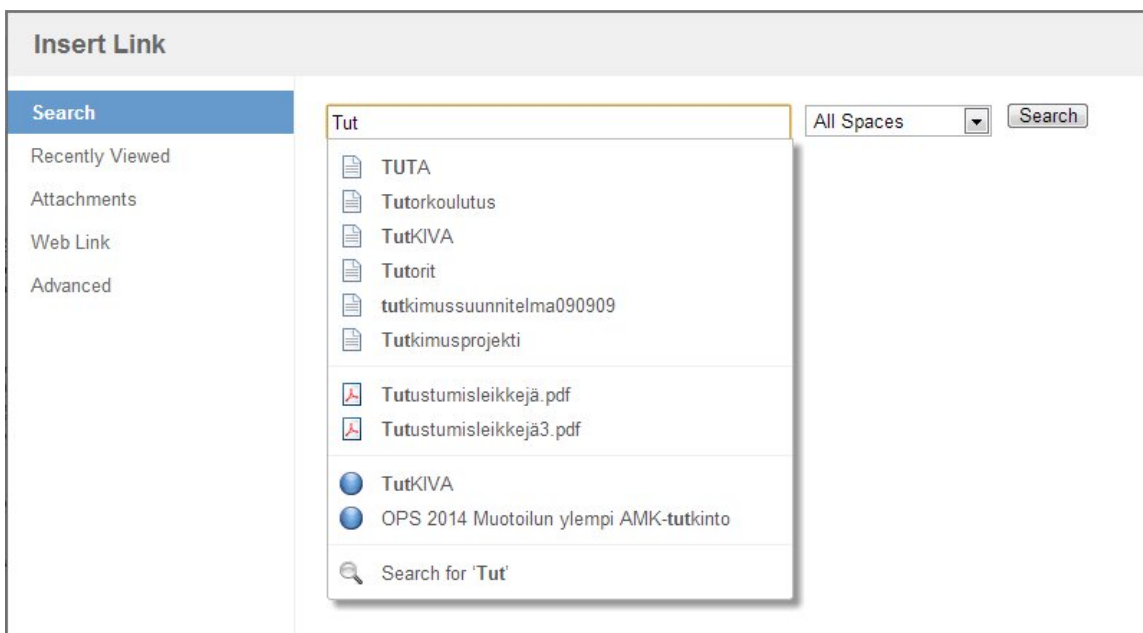 Insert Link
Search
Recently Viewed
Attachments
Web Link
Advanced
Tut
All Spaces
Search
TUTA
Tutorkoulutus
TutKIVA
Tutorit
tutkimussuunnitelma090909
Tutkimusprojekti
Tutustumisleikkejä.pdf
Tutustumisleikkejä3.pdf
TutKIVA
OPS 2014 Muotoilun ylempi AMK-tutkinto
Search for ‘Tut’